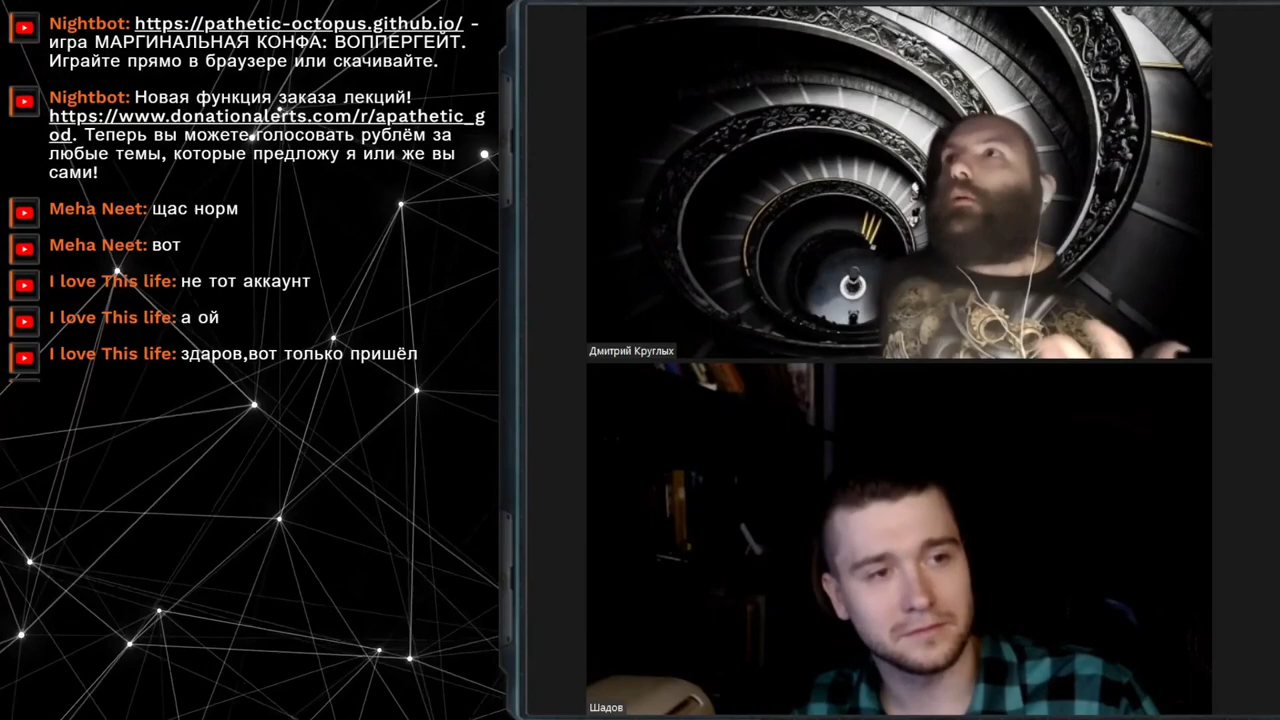 Nightbot: https://pathetic-octopus.github.io/ -
игра МАРГИНАЛЬНАЯ КОНФА: ВОППЕРГЕЙТ.
Играйте прямо в браузере или скачивайте.
Nightbot: Новая функция заказа лекций!
https://www.donationalerts.com/r/apathetic_g
od. Теперь вы можете голосовать рублём за
любые темы, которые предложу я или же вы
сами!
Meha Neet: щас норм
Meha Neet: вот
I love This life: не тот аккаунт
I love This life: а ой
I love This life: здаров,вот только пришёл
Дмитрий Круглых
Шадов